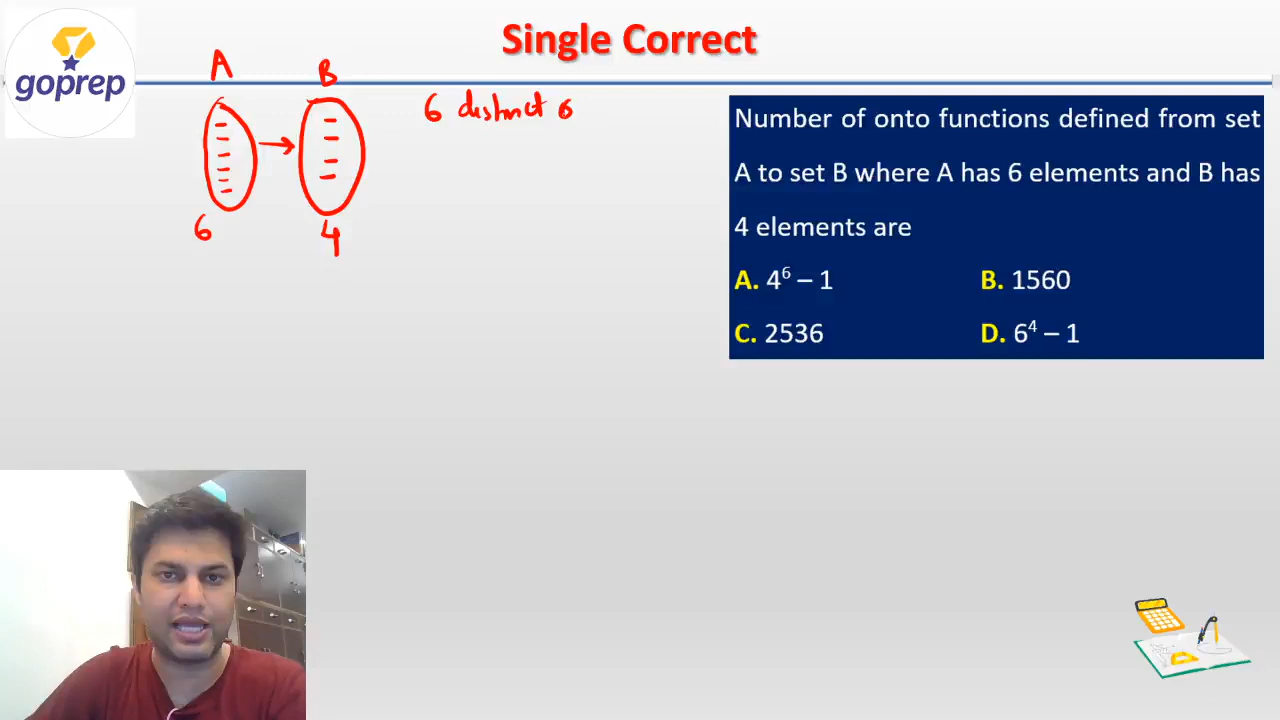 goprep
Single Correct
A
B
6 distinct 6
6
4
Number of onto functions defined from set
A to set B where A has 6 elements and B has
4 elements are
A. 4⁶ – 1 B. 1560
C. 2536 D. 6⁴ – 1